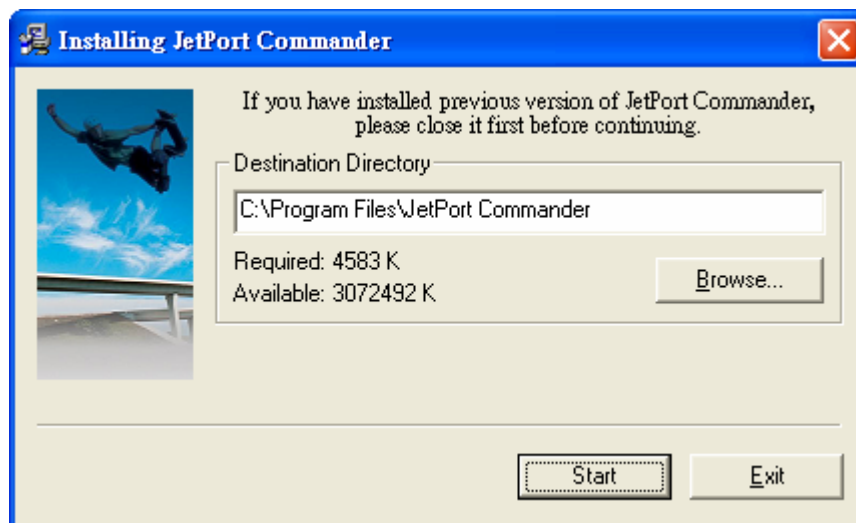 Installing JetPort Commander
If you have installed previous version of JetPort Commander,
please close it first before continuing.
Destination Directory
C:\Program Files\JetPort Commander
Required: 4583 K
Available: 3072492 K
Browse...
Start
Exit